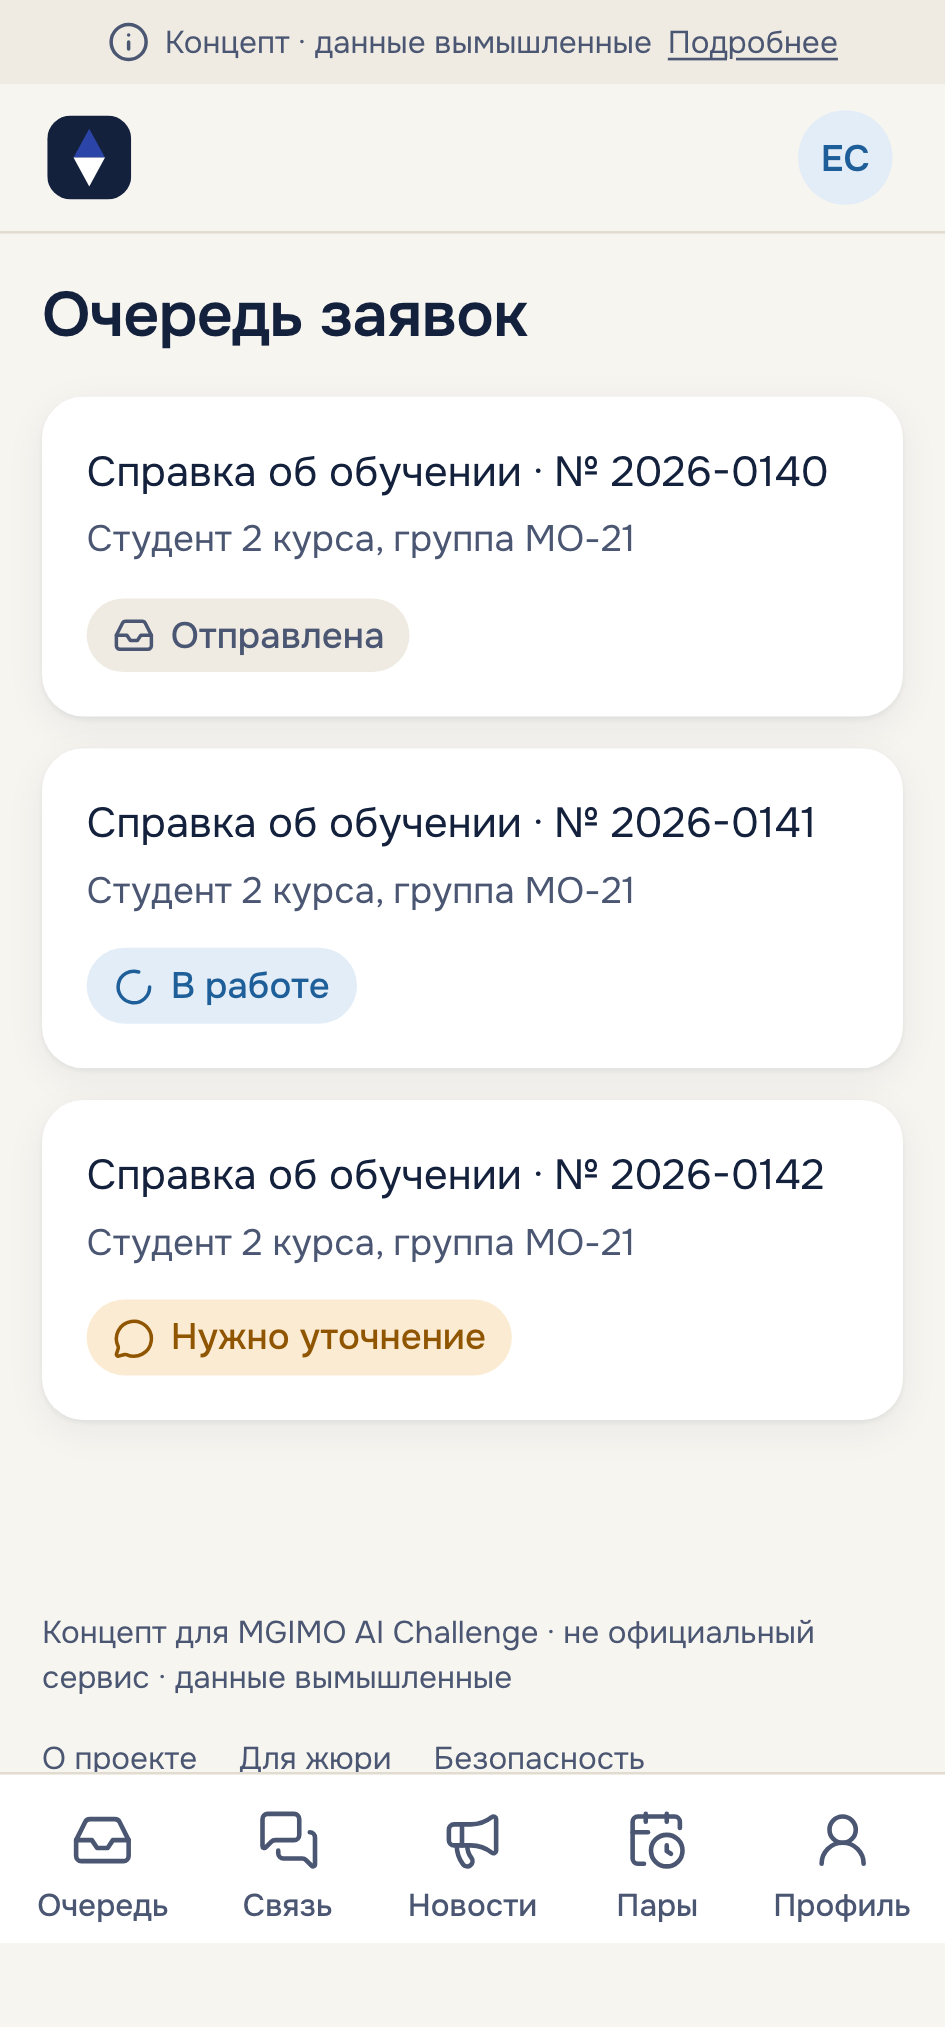 Концепт · данные вымышленные Подробнее
ЕС
Очередь заявок
Справка об обучении · № 2026-0140
Студент 2 курса, группа МО-21
Отправлена
Справка об обучении · № 2026-0141
Студент 2 курса, группа МО-21
В работе
Справка об обучении · № 2026-0142
Студент 2 курса, группа МО-21
Нужно уточнение
Концепт для MGIMO AI Challenge · не официальный
сервис · данные вымышленные
О проекте Для жюри Безопасность
Очередь Связь Новости Пары Профиль